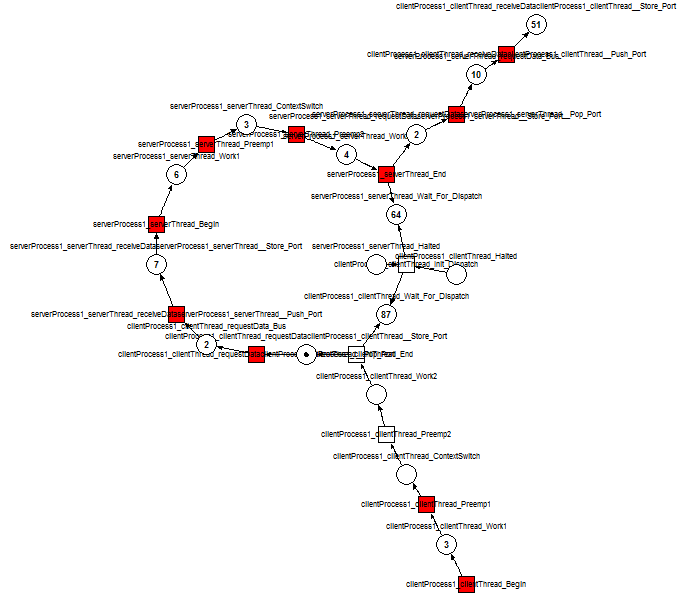 clientProcess1_clientThread_receiveDataclientProcess1_clientThread__Store_Port
51
clientProcess1_clientThread_receiveDataclientProcess1_clientThread__Push_Port
10
serverProcess1_serverThread_ContextSwitch
3
2
serverProcess1_serverThread_Preemp1
4
serverProcess1_serverThread_Work1
6
serverProcess1_serverThread_End
serverProcess1_serverThread_Wait_For_Dispatch
64
serverProcess1_serverThread_Begin
serverProcess1_serverThread_receiveDataserverProcess1_serverThread__Store_Port
serverProcess1_serverThread_Halted
clientProcess1_clientThread_Halted
7
clientProcess1_clientThread_Wait_For_Dispatch
serverProcess1_serverThread_receiveDataserverProcess1_serverThread__Push_Port
87
clientProcess1_clientThread_requestData_Bus
clientProcess1_clientThread_requestDataclientProcess1_clientThread__Store_Port
2
clientProcess1_clientThread_Work2
clientProcess1_clientThread_Preemp2
clientProcess1_clientThread_ContextSwitch
clientProcess1_clientThread_Preemp1
clientProcess1_clientThread_Work1
3
clientProcess1_clientThread_Begin